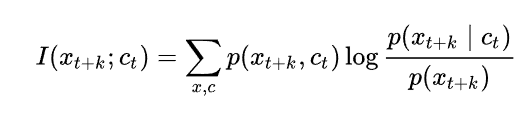 I(x_{t+k}; c_t) = \sum_{x,c} p(x_{t+k}, c_t) \log \frac{p(x_{t+k} \mid c_t)}{p(x_{t+k})}